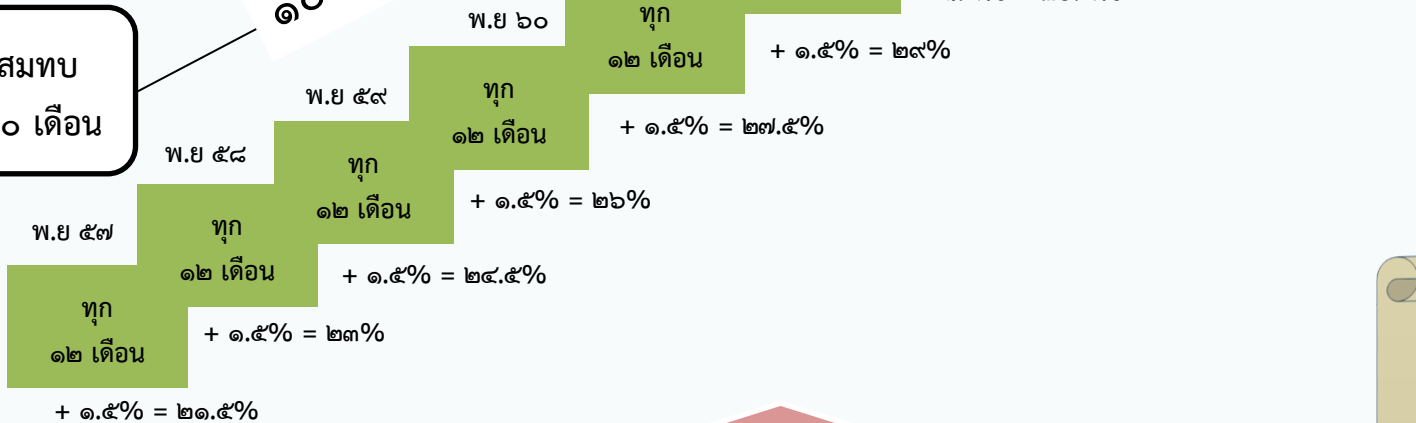 ๑๐
พ.ย ๖๐
ทุก
๑๒ เดือน
+ ๑.๕% = ๒๙%
สมทบ
๐ เดือน
พ.ย ๕๙
ทุก
๑๒ เดือน
+ ๑.๕% = ๒๗.๕%
พ.ย ๕๘
ทุก
๑๒ เดือน
+ ๑.๕% = ๒๖%
พ.ย ๕๗
ทุก
๑๒ เดือน
+ ๑.๕% = ๒๔.๕%
ทุก
๑๒ เดือน
+ ๑.๕% = ๒๓%
+ ๑.๕% = ๒๑.๕%